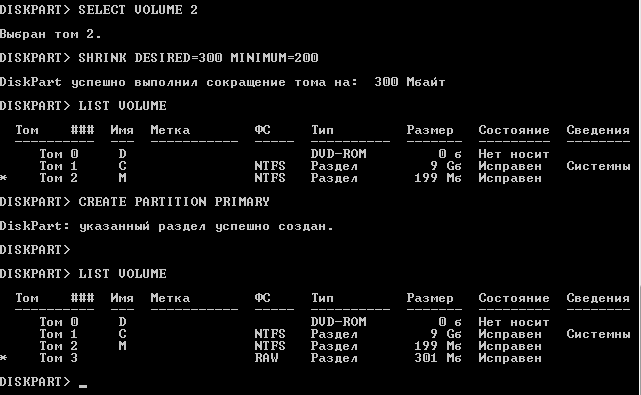 DISKPART> SELECT VOLUME 2
Выбран том 2.
DISKPART> SHRINK DESIRED=300 MINIMUM=200
DiskPart успешно выполнил сокращение тома на:  300 Mбайт
DISKPART> LIST VOLUME
Том    ###  Имя  Метка        ФС     Тип         Размер   Состояние  Сведения
----------  ---  -----------  -----  ----------  -------  ---------  --------
Том 0     D                      DVD-ROM        0 б  Нет носит
Том 1     C                NTFS   Раздел         9 Gб  Исправен   Системны
* Том 2     M                NTFS   Раздел       199 Mб  Исправен
DISKPART> CREATE PARTITION PRIMARY
DiskPart: указанный раздел успешно создан.
DISKPART>
DISKPART> LIST VOLUME
Том    ###  Имя  Метка        ФС     Тип         Размер   Состояние  Сведения
----------  ---  -----------  -----  ----------  -------  ---------  --------
Том 0     D                      DVD-ROM        0 б  Нет носит
Том 1     C                NTFS   Раздел         9 Gб  Исправен   Системны
Том 2     M                NTFS   Раздел       199 Mб  Исправен
* Том 3                      RAW    Раздел       301 Mб  Исправен
DISKPART> _